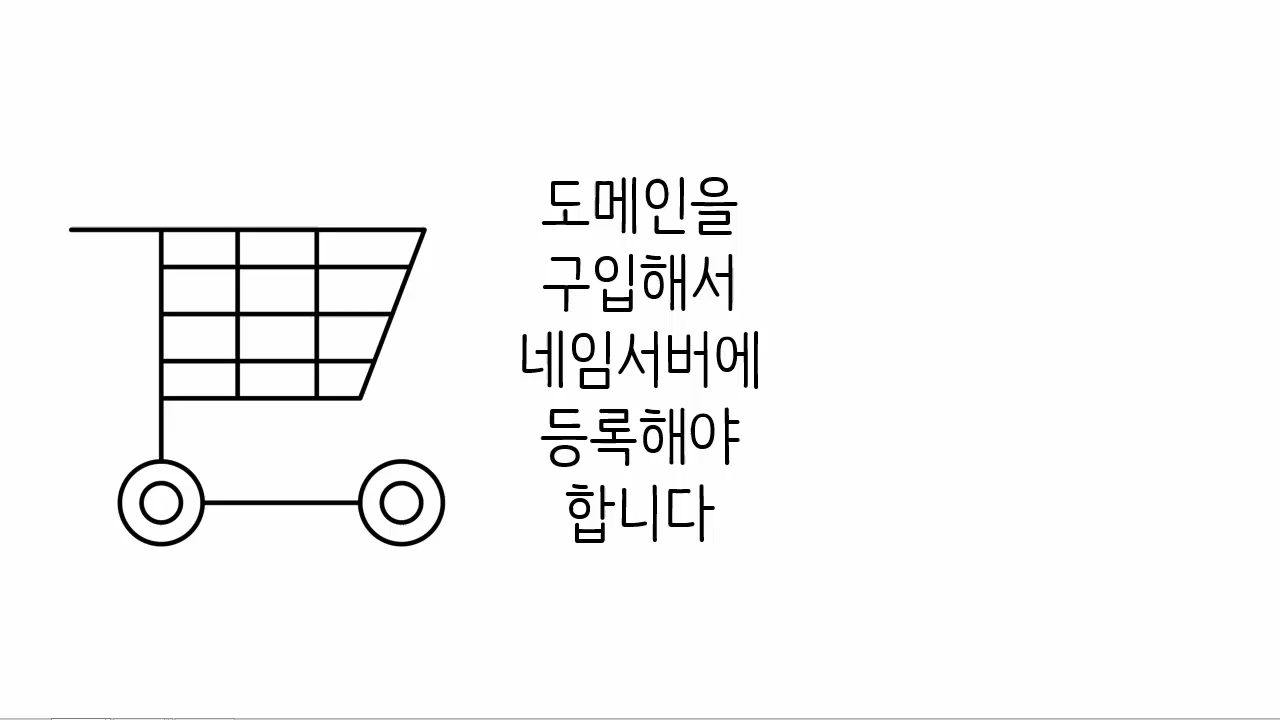 도메인을
구입해서
네임서버에
등록해야
합니다